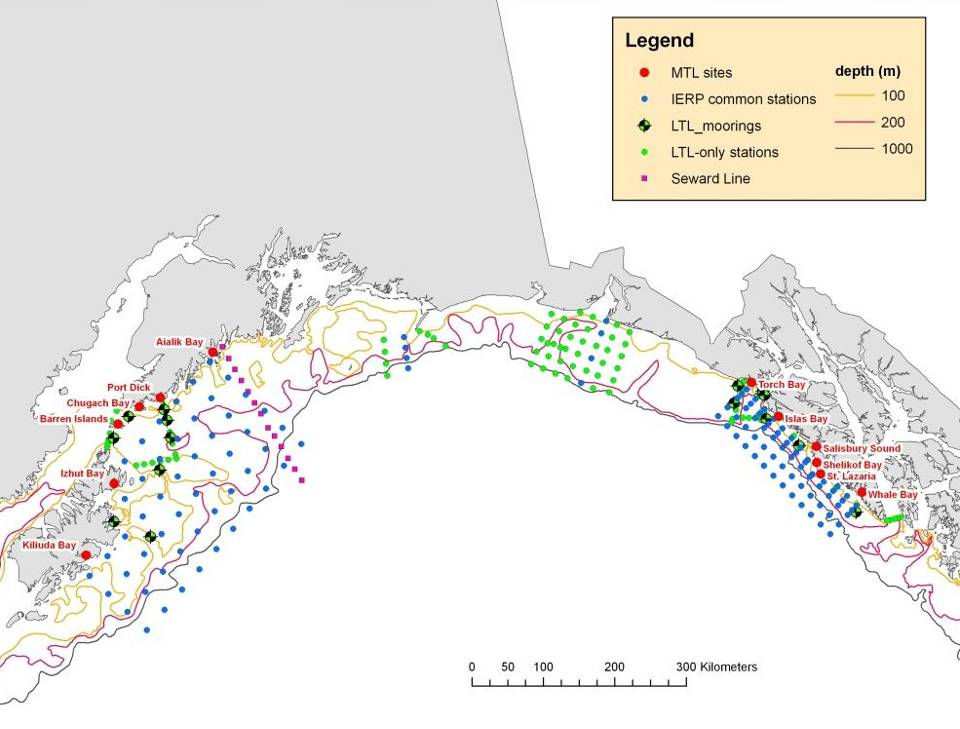 Legend
MTL sites
IERP common stations
LTL_moorings
LTL-only stations
Seward Line
depth (m)
100
200
1000
Aialik Bay
Port Dick
Chugach Bay
Barren Islands
Izhut Bay
Kiliuda Bay
Torch Bay
Islas Bay
Salisbury Sound
Shelikof Bay
St. Lazaria
Whale Bay
0 50 100 200 300 Kilometers